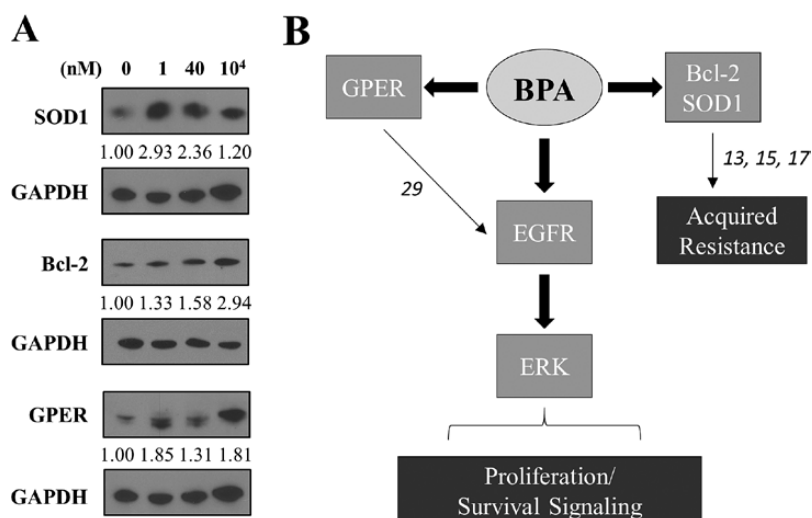 A
(nM) 0 1 40 10⁴
SOD1
1.00 2.93 2.36 1.20
GAPDH
Bcl-2
1.00 1.33 1.58 2.94
GAPDH
GPER
1.00 1.85 1.31 1.81
GAPDH
B
GPER
BPA
Bcl-2
SOD1
29
13, 15, 17
EGFR
Acquired
Resistance
ERK
Proliferation/
Survival Signaling